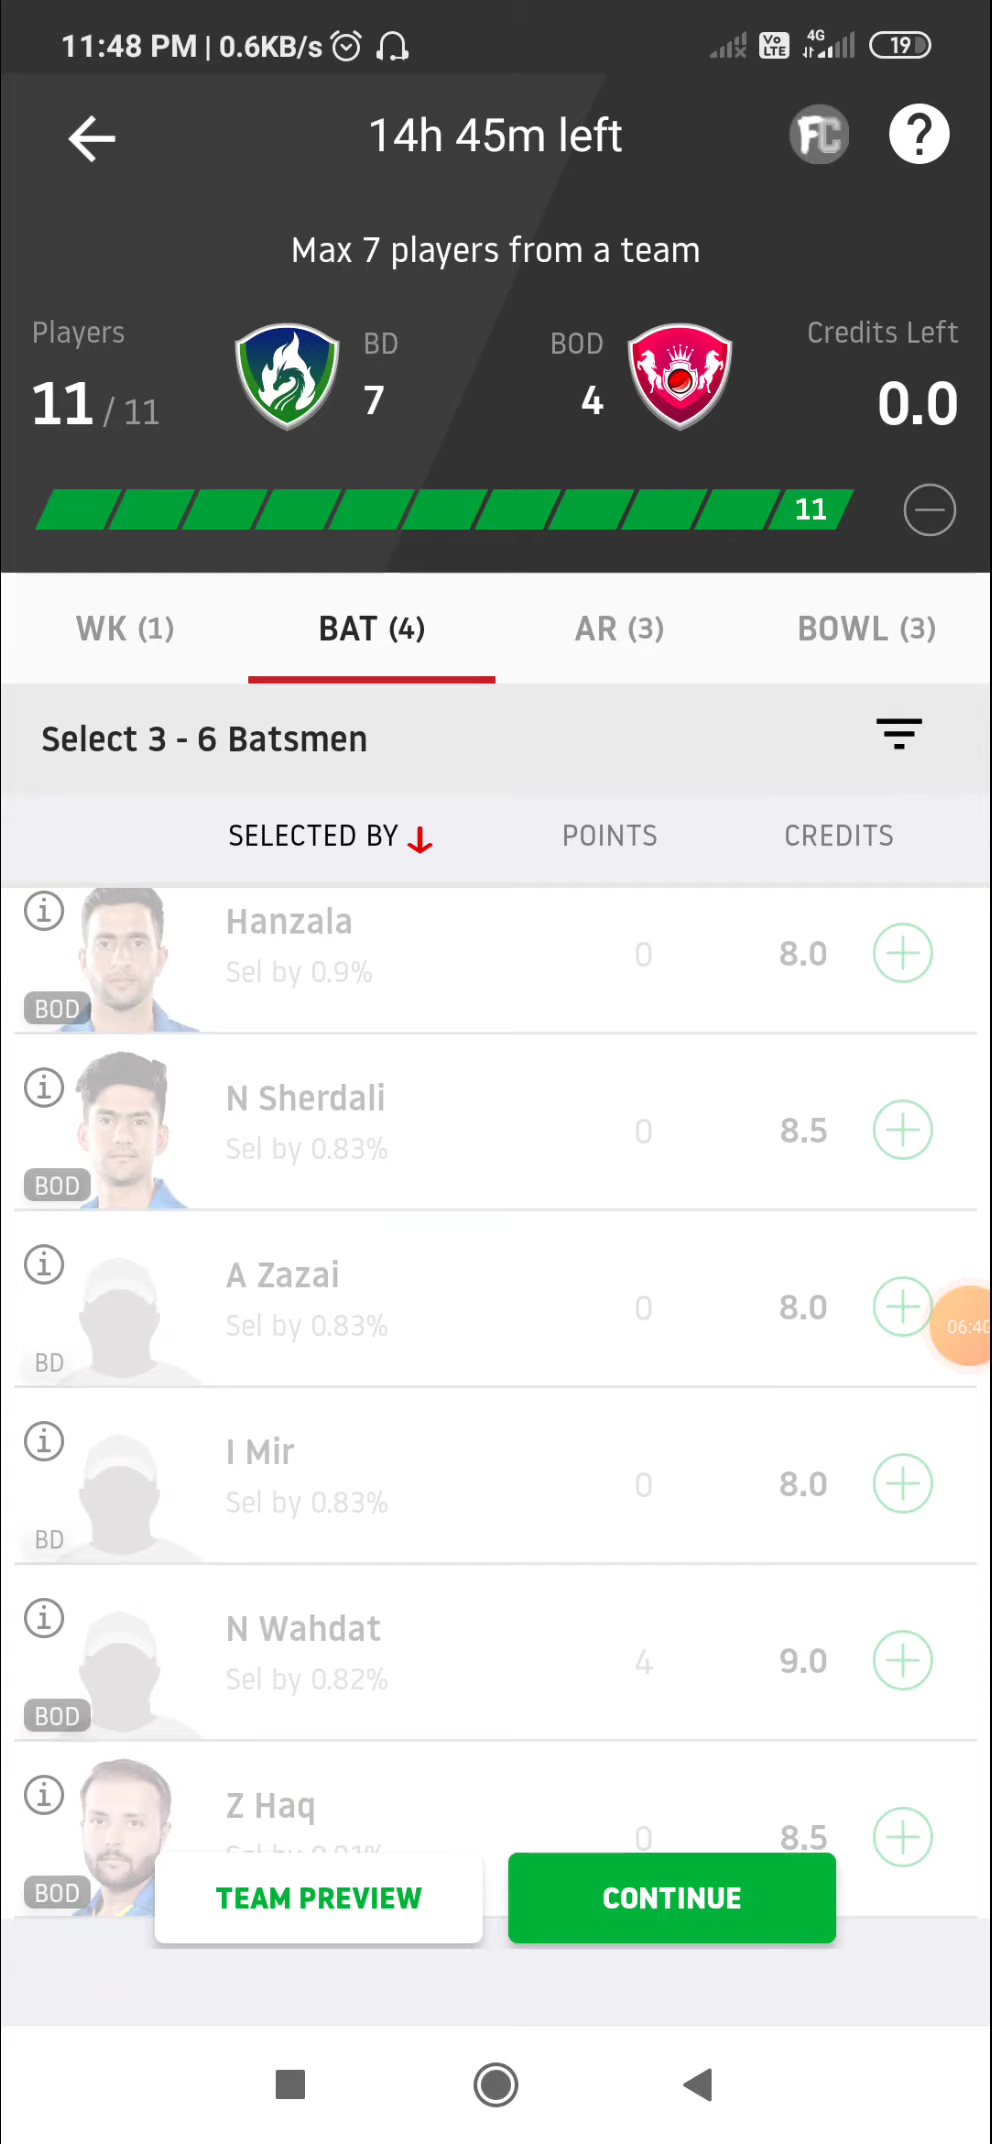 11:48 PM | 0.6KB/s Vo LTE 4G 19
14h 45m left FC ?
Max 7 players from a team
Players BD BOD Credits Left
11 / 11 7 4 0.0
11
WK (1) BAT (4) AR (3) BOWL (3)
Select 3 - 6 Batsmen
SELECTED BY POINTS CREDITS
Hanzala
Sel by 0.9% 0 8.0
BOD
N Sherdali
Sel by 0.83% 0 8.5
BOD
A Zazai
Sel by 0.83% 0 8.0
06:40
BD
I Mir
Sel by 0.83% 0 8.0
BD
N Wahdat
Sel by 0.82% 4 9.0
BOD
Z Haq
0 8.5
BOD
TEAM PREVIEW CONTINUE